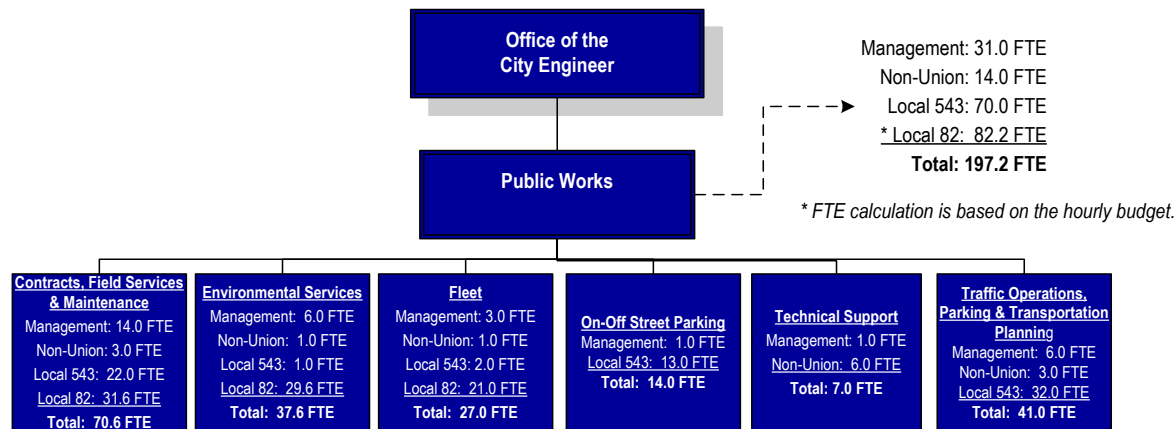 Office of the
City Engineer
Management: 31.0 FTE
Non-Union: 14.0 FTE
Local 543: 70.0 FTE
* Local 82: 82.2 FTE
Total: 197.2 FTE
* FTE calculation is based on the hourly budget.
Public Works
Contracts, Field Services
& Maintenance
Management: 14.0 FTE
Non-Union: 3.0 FTE
Local 543: 22.0 FTE
Local 82: 31.6 FTE
Total: 70.6 FTE
Environmental Services
Management: 6.0 FTE
Non-Union: 1.0 FTE
Local 543: 1.0 FTE
Local 82: 29.6 FTE
Total: 37.6 FTE
Fleet
Management: 3.0 FTE
Non-Union: 1.0 FTE
Local 543: 2.0 FTE
Local 82: 21.0 FTE
Total: 27.0 FTE
On-Off Street Parking
Management: 1.0 FTE
Local 543: 13.0 FTE
Total: 14.0 FTE
Technical Support
Management: 1.0 FTE
Non-Union: 6.0 FTE
Total: 7.0 FTE
Traffic Operations,
Parking & Transportation
Planning
Management: 6.0 FTE
Non-Union: 3.0 FTE
Local 543: 32.0 FTE
Total: 41.0 FTE